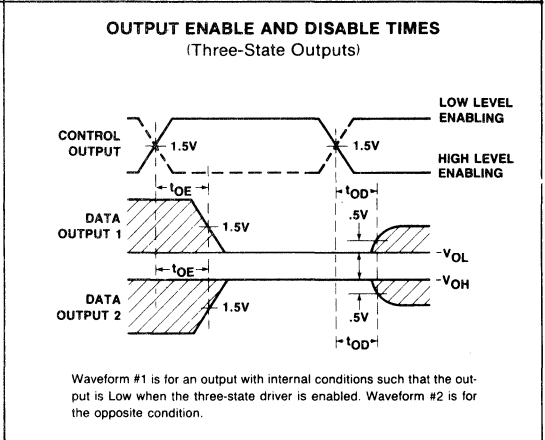 OUTPUT ENABLE AND DISABLE TIMES
(Three-State Outputs)
LOW LEVEL
ENABLING
CONTROL
OUTPUT
1.5V
1.5V
HIGH LEVEL
ENABLING
tOE
tOD
DATA
OUTPUT 1
1.5V
.5V
-VOL
tOE
-VOH
DATA
OUTPUT 2
1.5V
.5V
tOD
Waveform #1 is for an output with internal conditions such that the out-
put is Low when the three-state driver is enabled. Waveform #2 is for
the opposite condition.